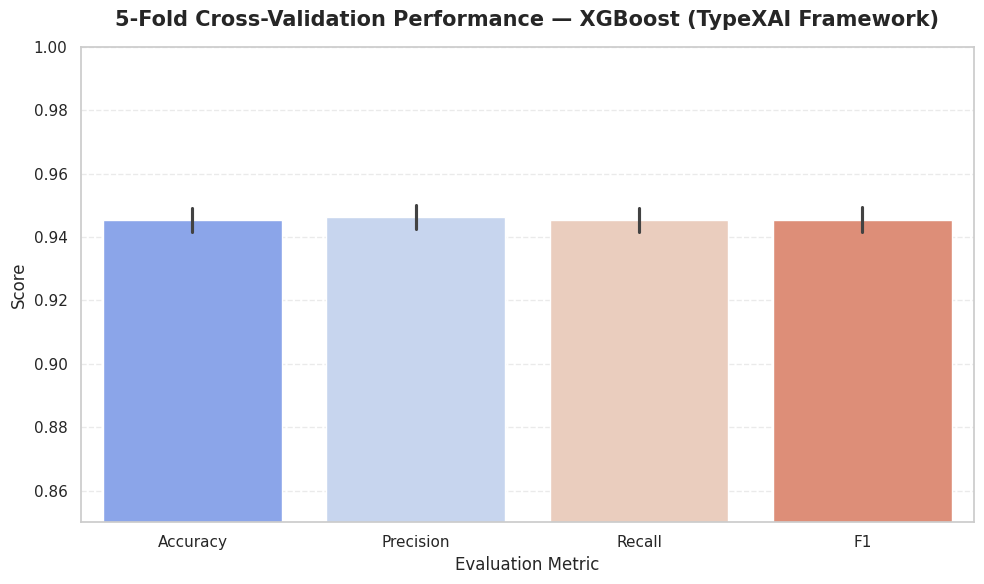 5-Fold Cross-Validation Performance — XGBoost (TypeXAI Framework)
1.00
0.98
0.96
0.94
0.92
0.90
0.88
0.86
Score
Accuracy Precision Recall F1
Evaluation Metric